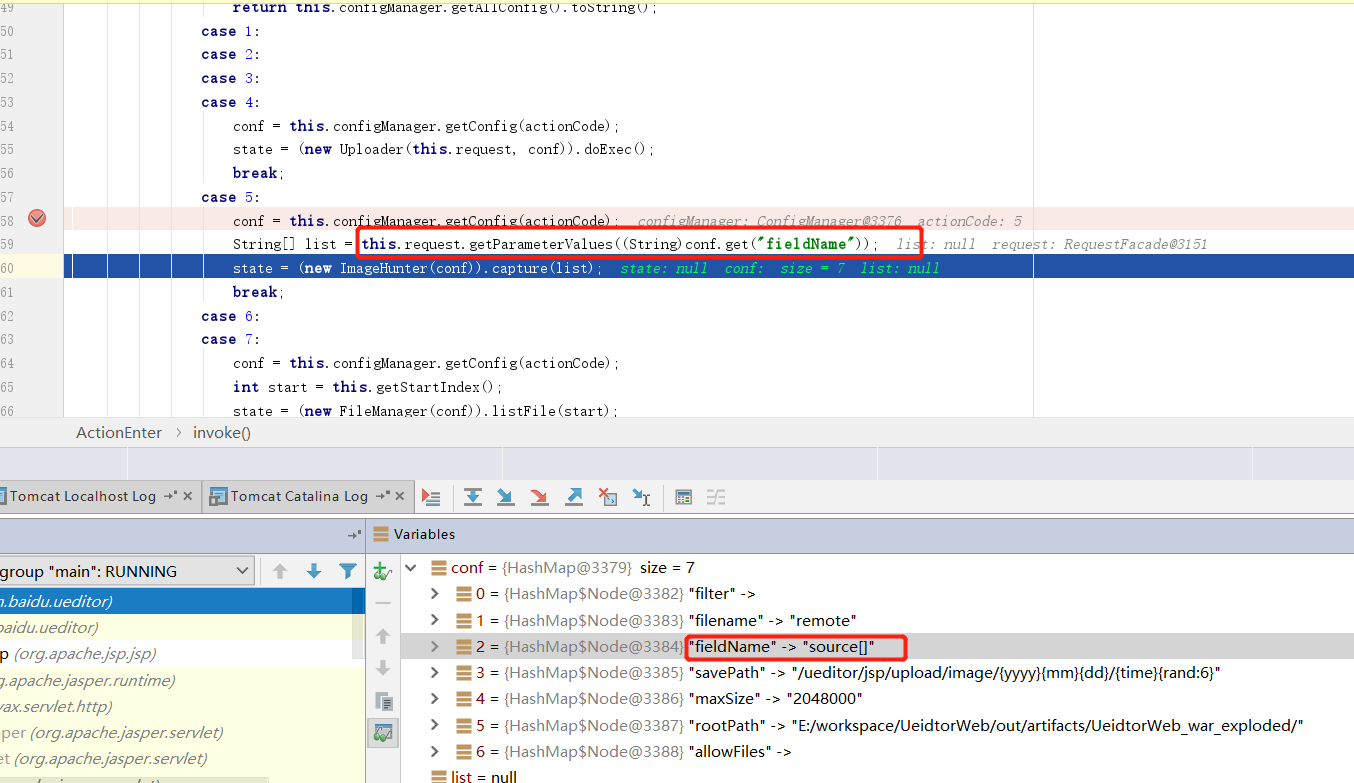 49 return this.configManager.getAllConfig().toString();
50 case 1:
51 case 2:
52 case 3:
53 case 4:
54 conf = this.configManager.getConfig(actionCode);
55 state = (new Uploader(this.request, conf)).doExec();
56 break;
57 case 5:
58 conf = this.configManager.getConfig(actionCode); configManager: ConfigManager@3376 actionCode: 5
59 String[] list = this.request.getParameterValues((String)conf.get("fieldName")); list: null request: RequestFacade@3151
60 state = (new ImageHunter(conf)).capture(list); state: null conf: size = 7 list: null
61 break;
62 case 6:
63 case 7:
64 conf = this.configManager.getConfig(actionCode);
65 int start = this.getStartIndex();
66 state = (new FileManager(conf)).listFile(start);
ActionEnter › invoke()
Tomcat Localhost Log Tomcat Catalina Log
Variables
group "main": RUNNING
conf = {HashMap@3379} size = 7
0 = {HashMap$Node@3382} "filter" ->
1 = {HashMap$Node@3383} "filename" -> "remote"
2 = {HashMap$Node@3384} "fieldName" -> "source[]"
3 = {HashMap$Node@3385} "savePath" -> "/ueditor/jsp/upload/image/{yyyy}{mm}{dd}/{time}{rand:6}"
4 = {HashMap$Node@3386} "maxSize" -> "2048000"
5 = {HashMap$Node@3387} "rootPath" -> "E:/workspace/UeidtorWeb/out/artifacts/UeidtorWeb_war_exploded/"
6 = {HashMap$Node@3388} "allowFiles" ->
list = null
n.baidu.ueditor)
baidu.ueditor)
p (org.apache.jsp.jsp)
g.apache.jasper.runtime)
vax.servlet.http)
pper (org.apache.jasper.servlet)
et (org.apache.jasper.servlet)